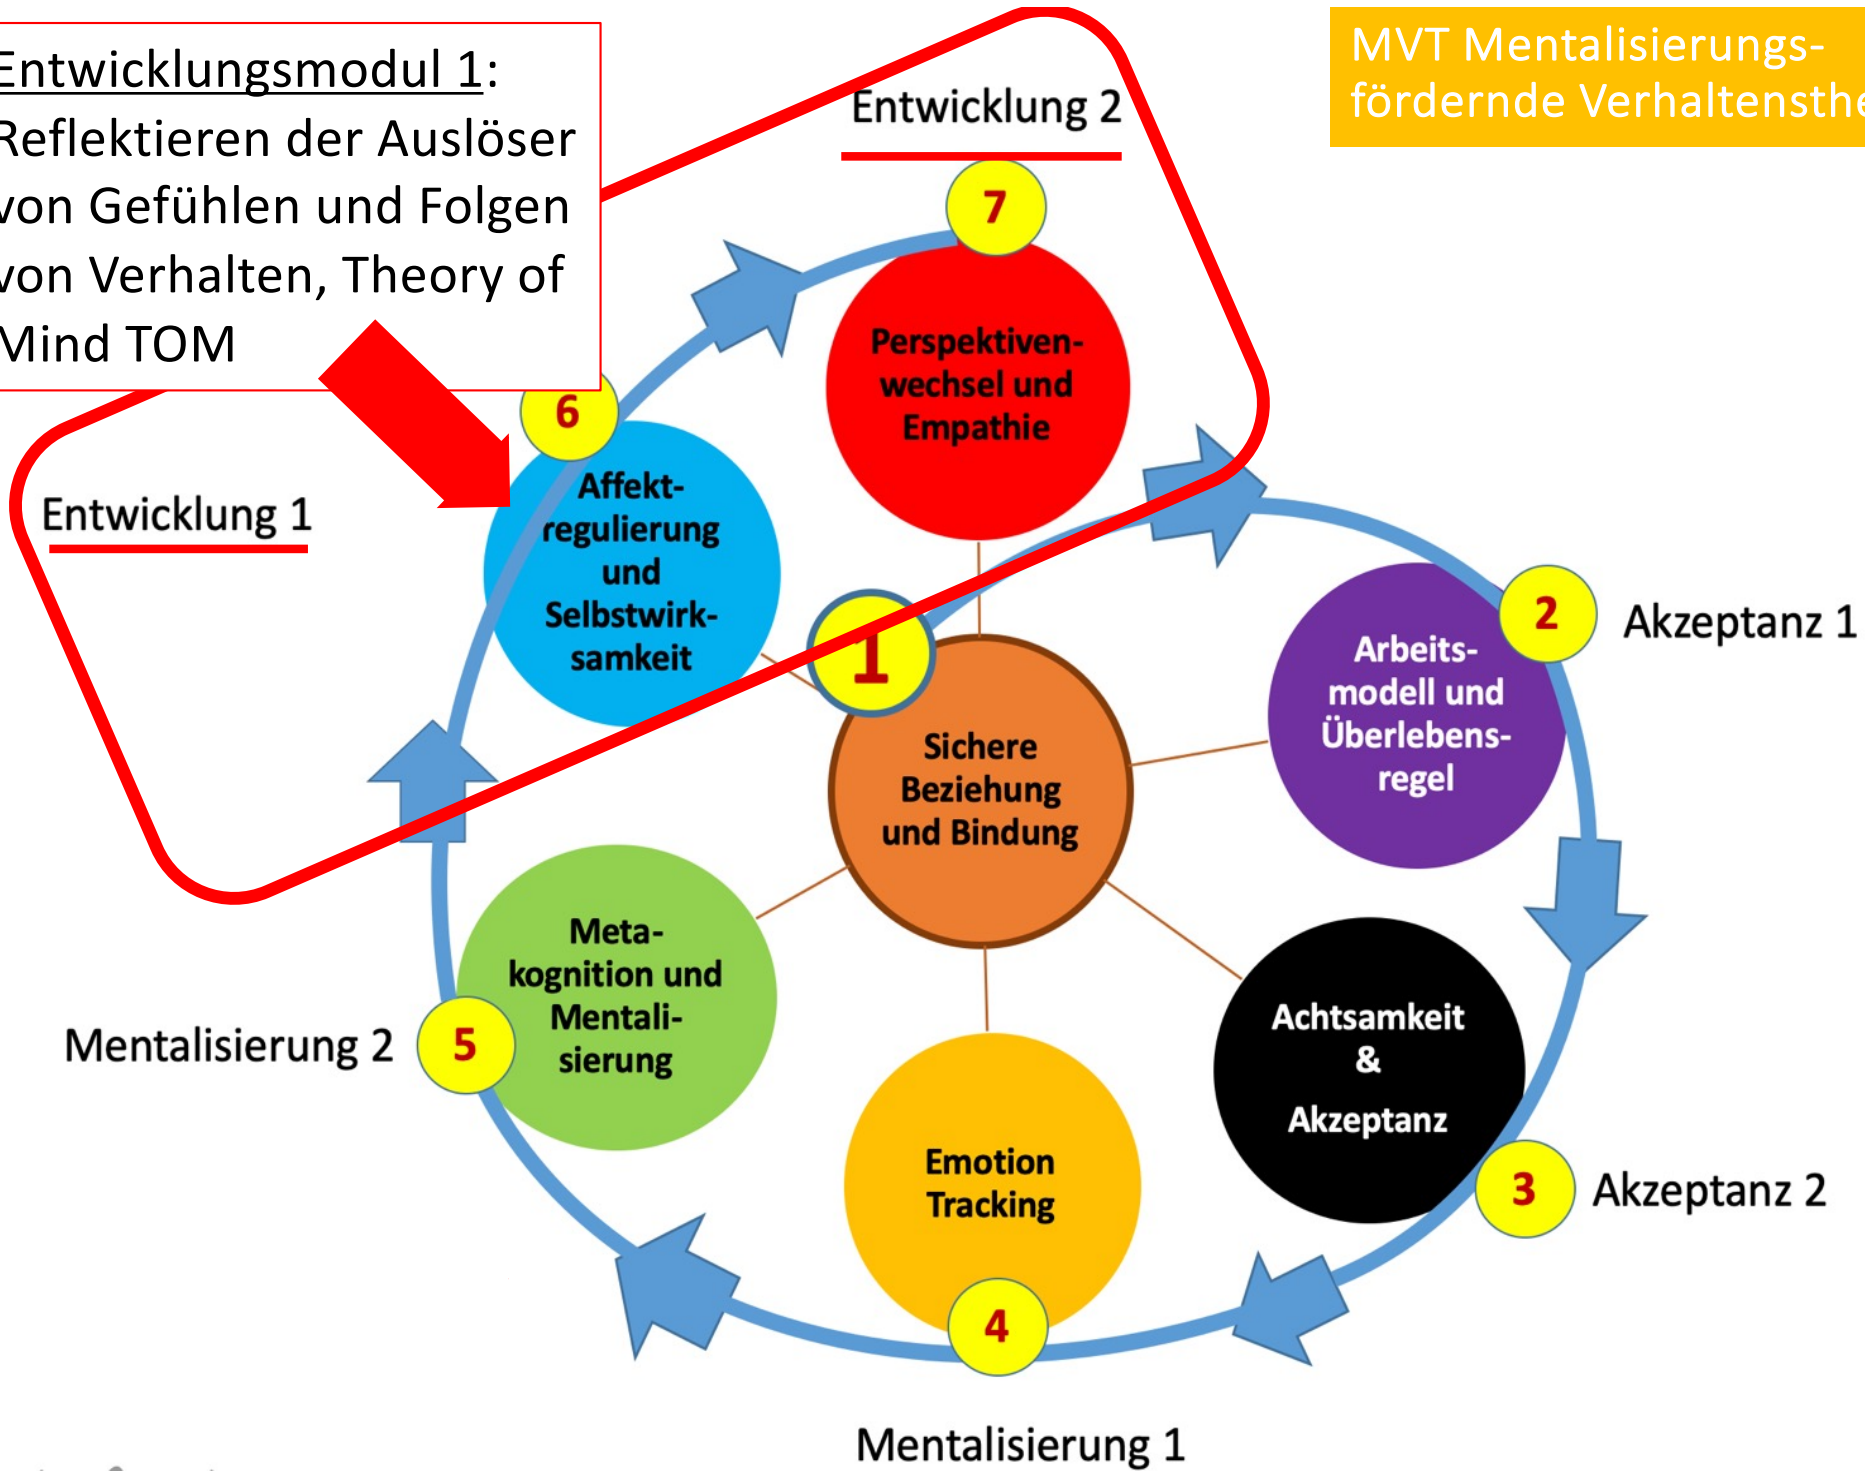 Entwicklungsmodul 1:
Reflektieren der Auslöser
von Gefühlen und Folgen
von Verhalten, Theory of
Mind TOM
MVT Mentalisierungs-
fördernde Verhaltensthe
Entwicklung 2
7
Perspektiven-
wechsel und
Empathie
6
Affekt-
regulierung
und
Selbstwirk-
samkeit
Entwicklung 1
1
Sichere
Beziehung
und Bindung
2
Akzeptanz 1
Arbeits-
modell und
Überlebens-
regel
Achtsamkeit
&
Akzeptanz
3
Akzeptanz 2
Emotion
Tracking
4
Mentalisierung 1
Meta-
kognition und
Mentali-
sierung
5
Mentalisierung 2